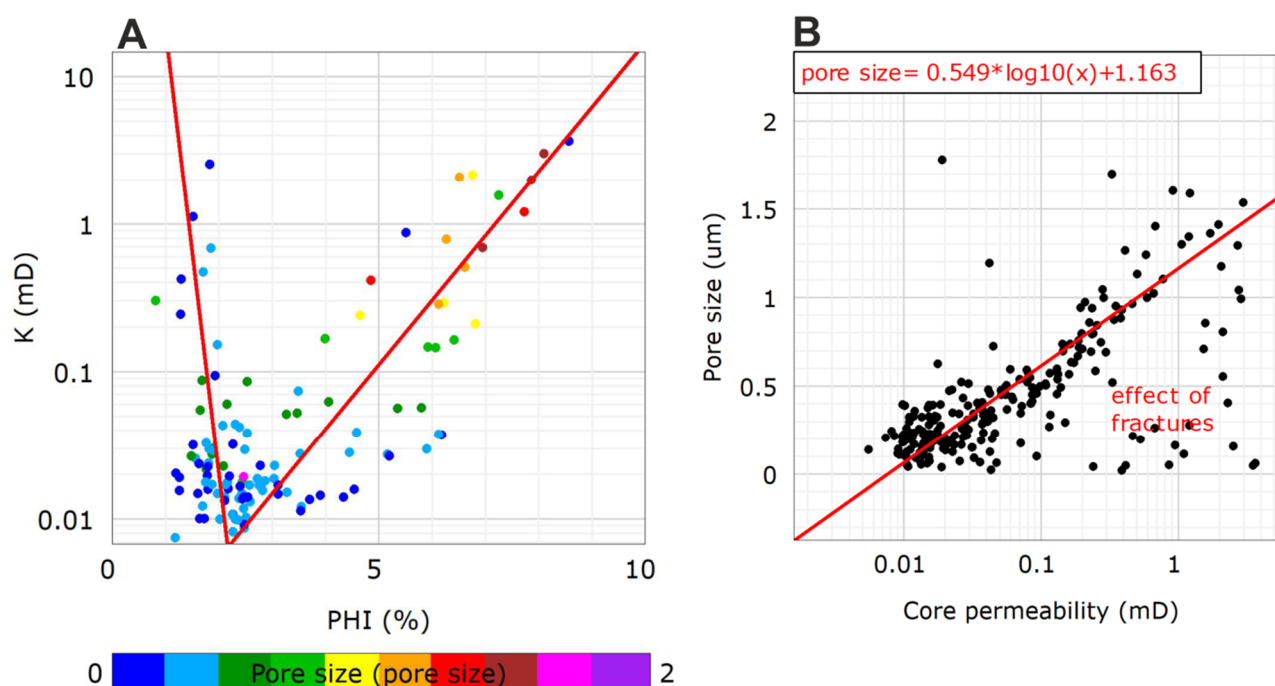 A
10
1
0.1
0.01
K (mD)
0 5 10
PHI (%)
0 Pore size (pore size) 2
B
pore size= 0.549*log10(x)+1.163
2
1.5
1
0.5
0
Pore size (um)
effect of
fractures
0.01 0.1 1
Core permeability (mD)